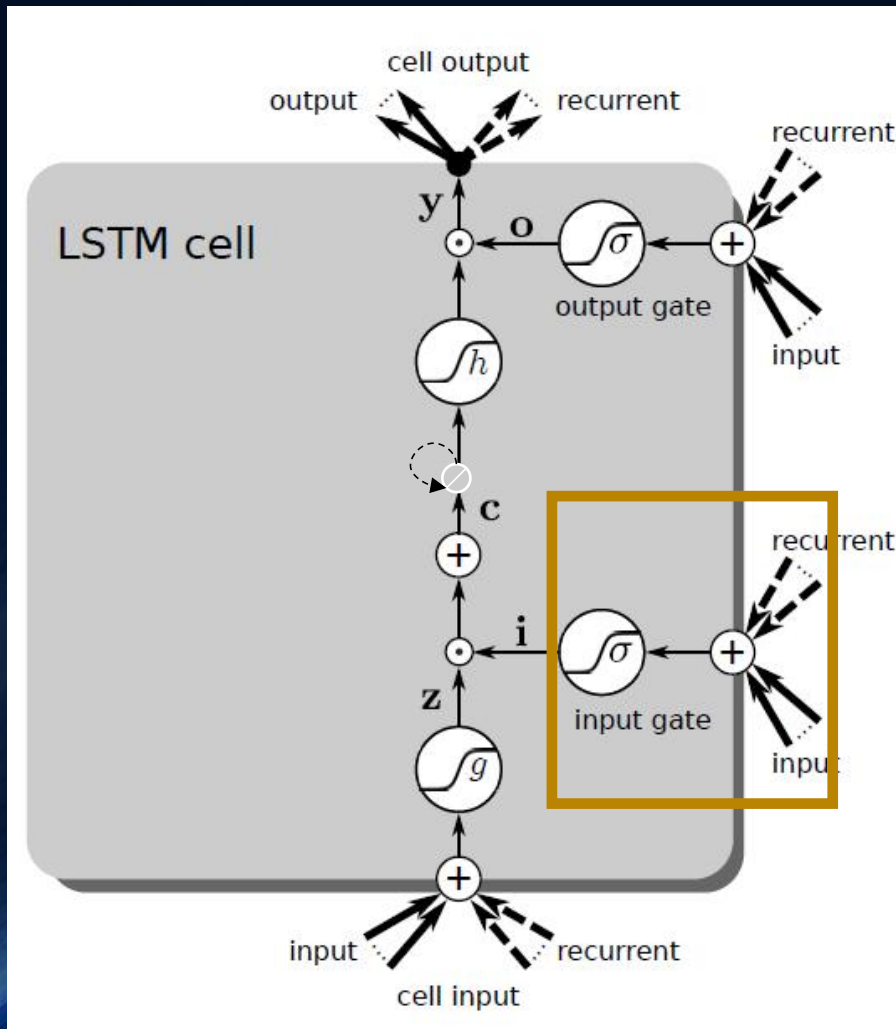 cell output
output
recurrent
recurrent
y
LSTM cell
o
σ
+
output gate
input
h
c
+
recurrent
i
σ
+
z
input gate
g
input
+
input
recurrent
cell input